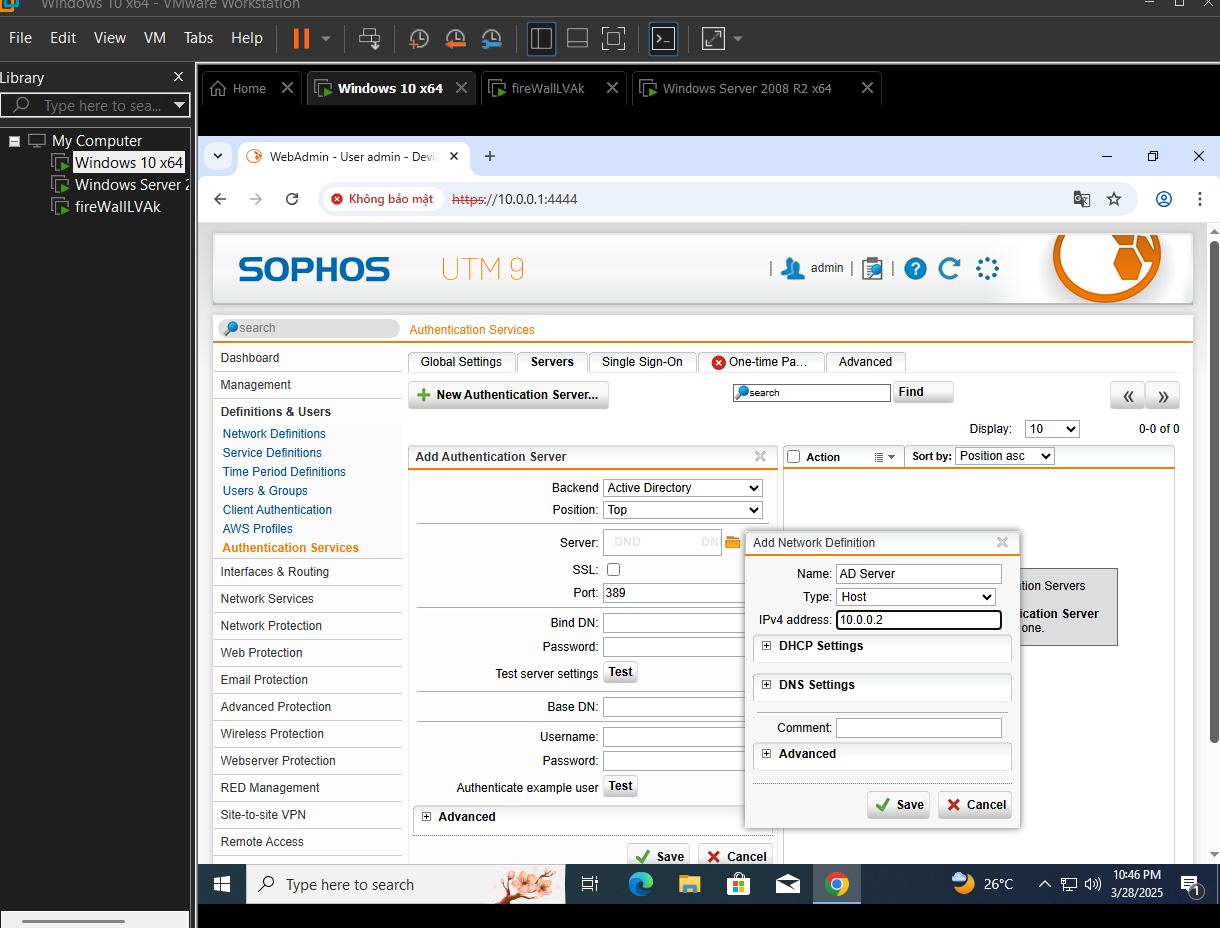 Windows 10 x64 - VMware Workstation
File Edit View VM Tabs Help
Library
Type here to sea...
My Computer
Windows 10 x64
Windows Server 2
fireWallLVAk
Home
Windows 10 x64
fireWallLVAk
Windows Server 2008 R2 x64
WebAdmin - User admin - Devi
Không bảo mật
https://10.0.0.1:4444
SOPHOS UTM 9
| admin | |
search
Authentication Services
Dashboard
Management
Definitions & Users
Network Definitions
Service Definitions
Time Period Definitions
Users & Groups
Client Authentication
AWS Profiles
Authentication Services
Interfaces & Routing
Network Services
Network Protection
Web Protection
Email Protection
Advanced Protection
Wireless Protection
Webserver Protection
RED Management
Site-to-site VPN
Remote Access
Global Settings
Servers
Single Sign-On
One-time Pa...
Advanced
New Authentication Server...
search
Find
« »
Display: 10
0-0 of 0
Add Authentication Server
Backend Active Directory
Position: Top
Server: DND DN
SSL:
Port: 389
Bind DN:
Password:
Test server settings Test
Base DN:
Username:
Password:
Authenticate example user Test
Advanced
Save Cancel
Action
Sort by: Position asc
tion Servers
ication Server
one.
Add Network Definition
Name: AD Server
Type: Host
IPv4 address: 10.0.0.2
DHCP Settings
DNS Settings
Comment:
Advanced
Save Cancel
Type here to search
26°C
10:46 PM
3/28/2025
1